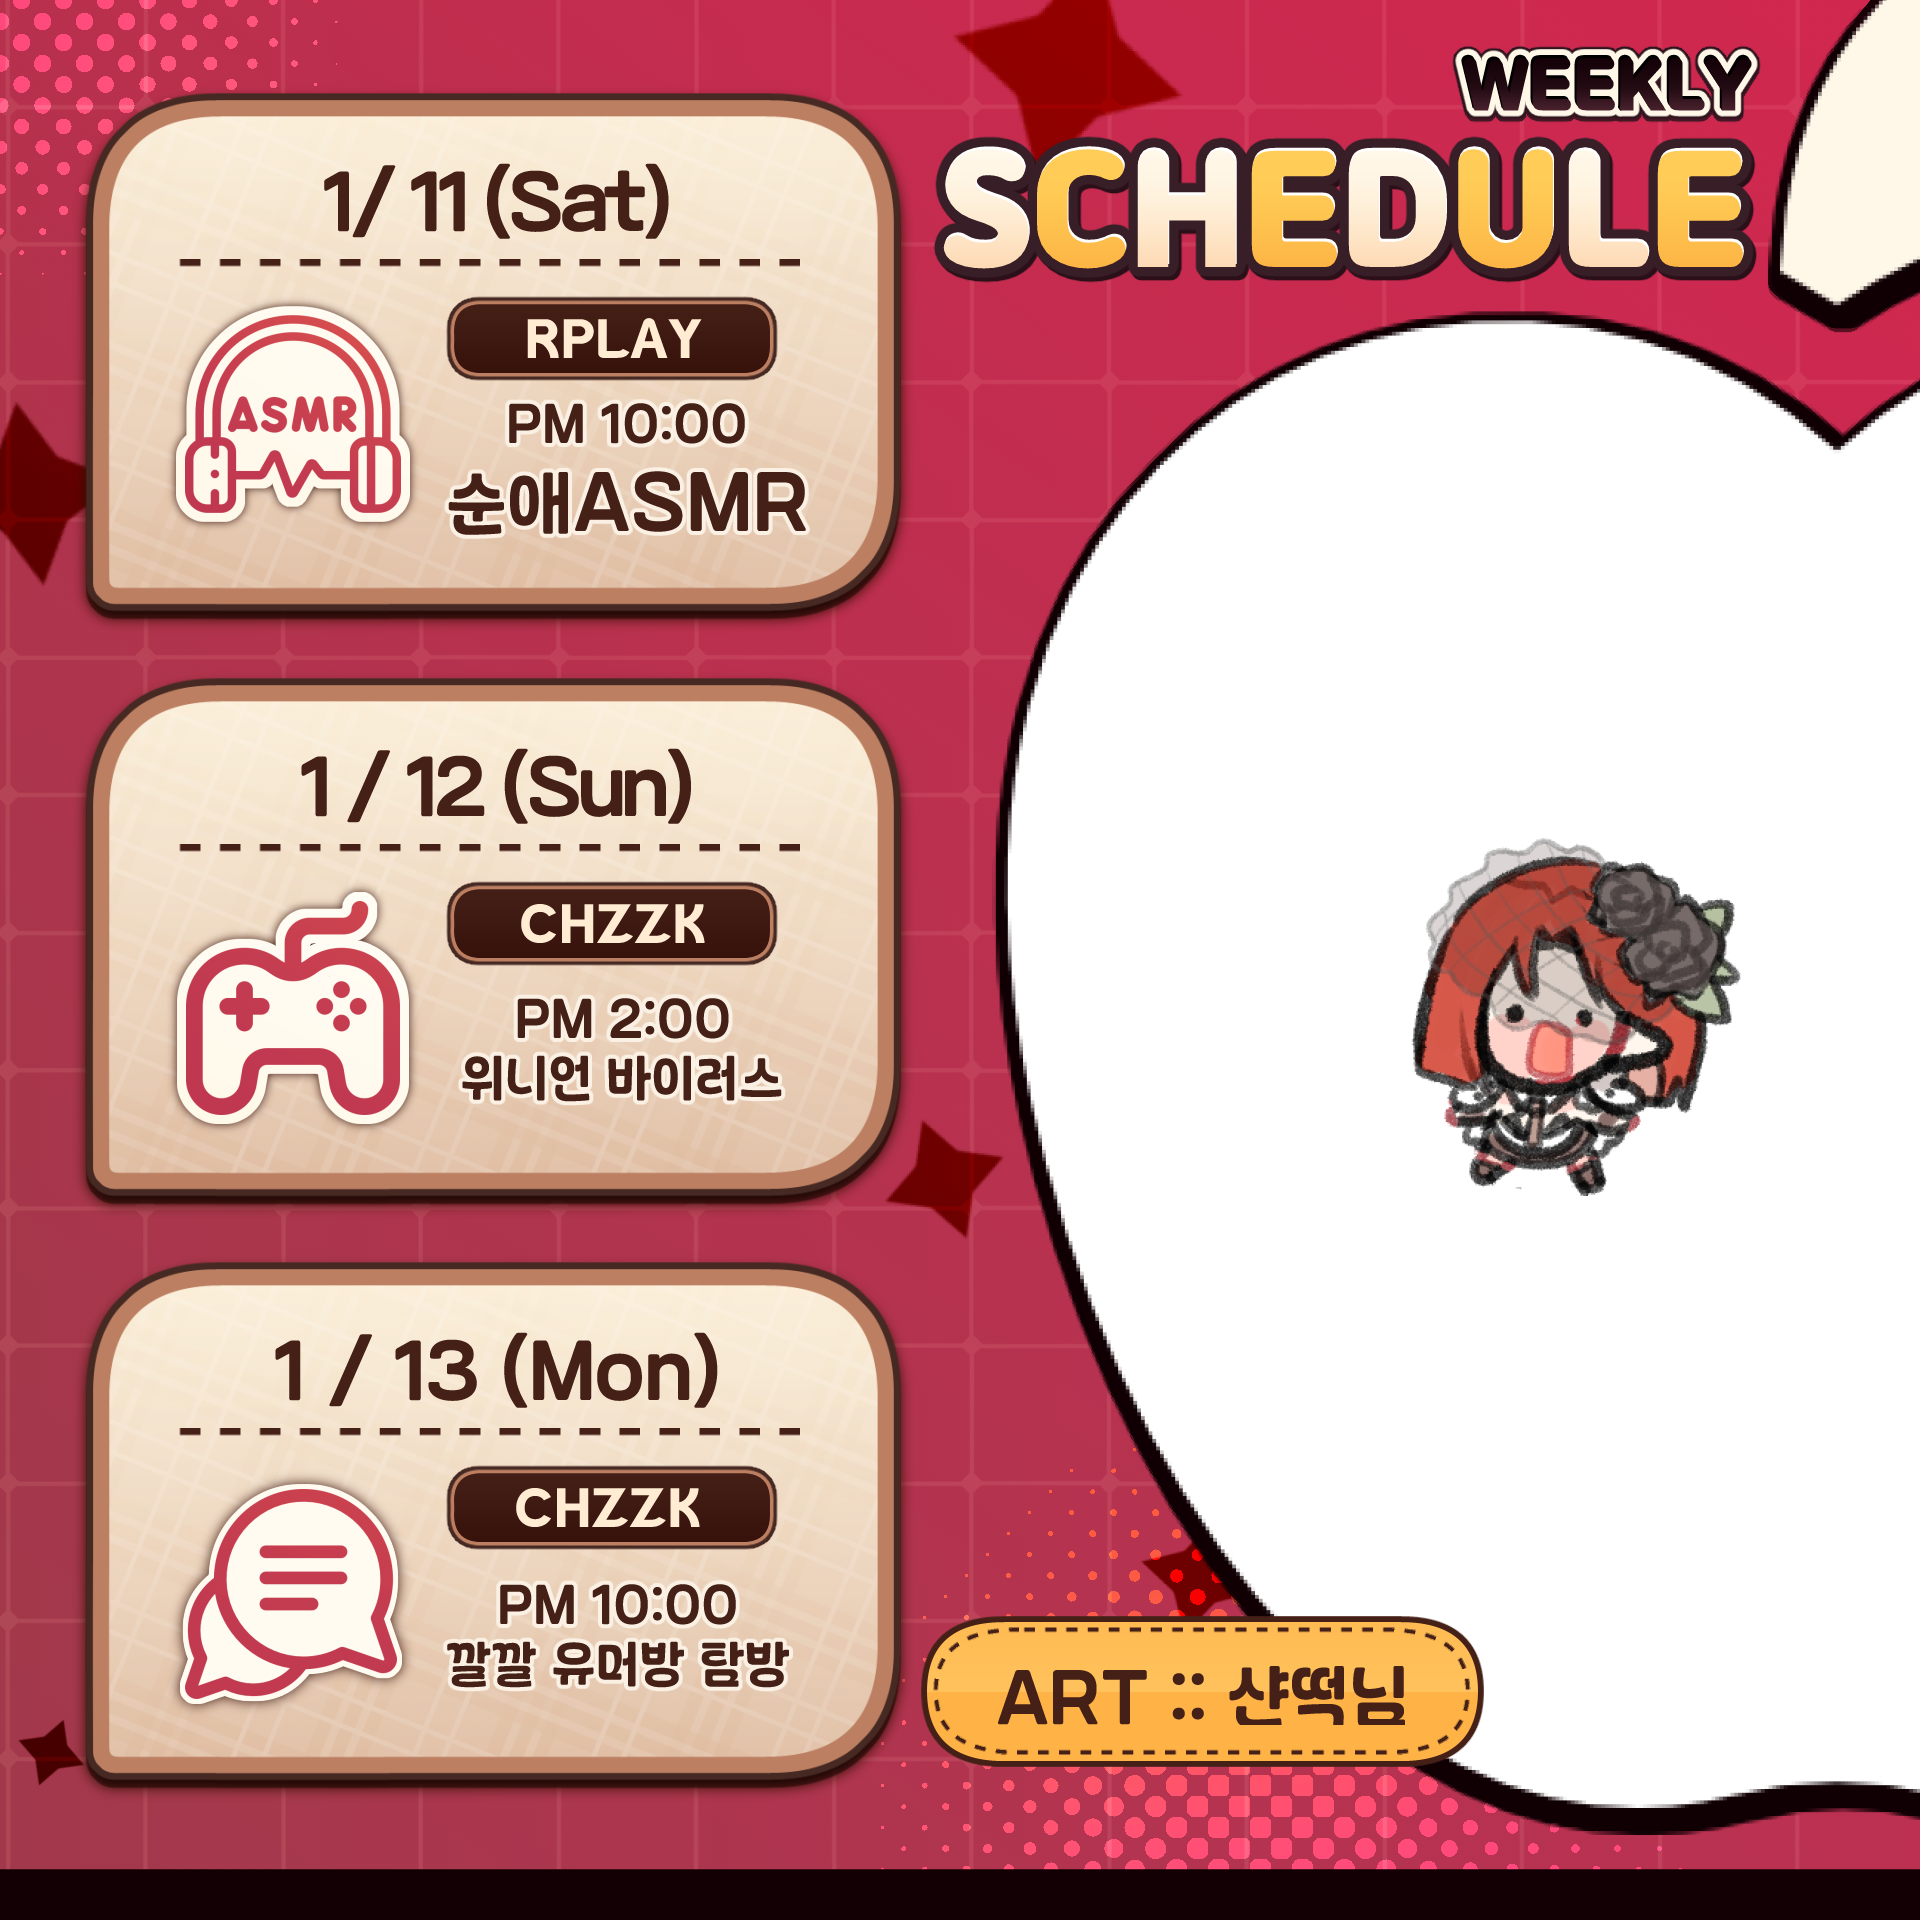 WEEKLY
SCHEDULE
1/ 11 (Sat)
ASMR
RPLAY
PM 10:00
순애ASMR
1 / 12 (Sun)
CHZZK
PM 2:00
위니언 바이러스
1 / 13 (Mon)
CHZZK
PM 10:00
깔깔 유머방 탐방
ART :: 샨떡님